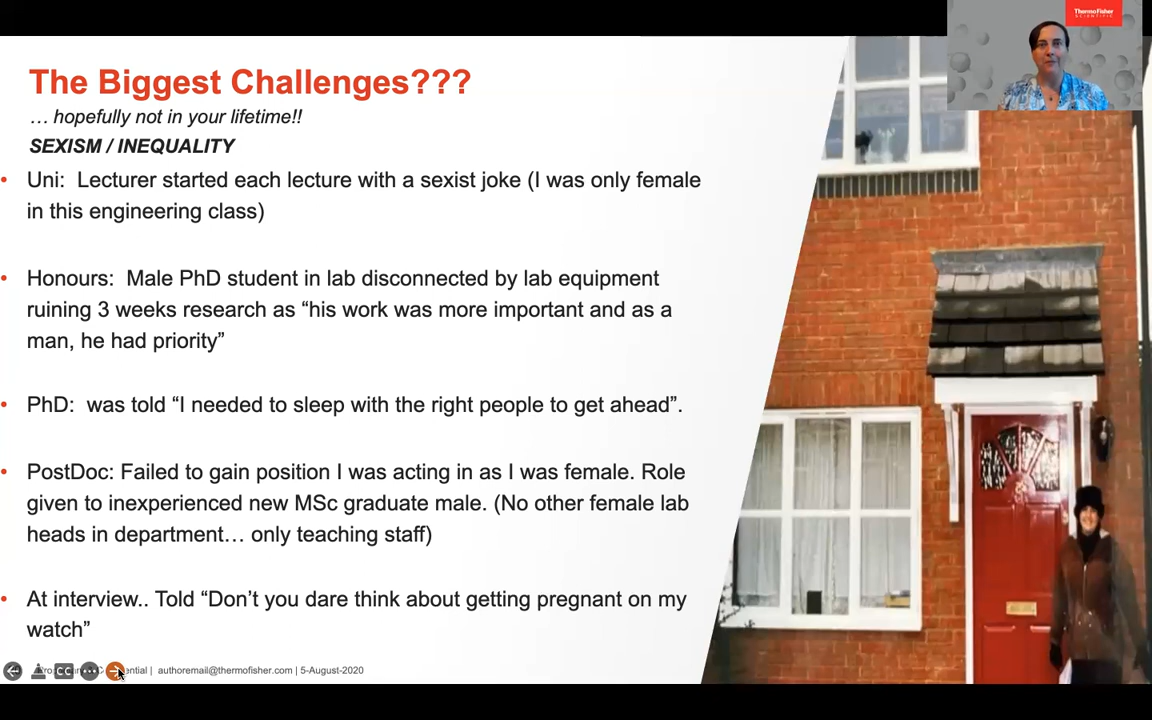 ThermoFisher
SCIENTIFIC
The Biggest Challenges???
… hopefully not in your lifetime!!
SEXISM / INEQUALITY
• Uni:  Lecturer started each lecture with a sexist joke (I was only female
in this engineering class)
• Honours:  Male PhD student in lab disconnected by lab equipment
ruining 3 weeks research as “his work was more important and as a
man, he had priority”
• PhD:  was told “I needed to sleep with the right people to get ahead”.
• PostDoc: Failed to gain position I was acting in as I was female. Role
given to inexperienced new MSc graduate male. (No other female lab
heads in department… only teaching staff)
• At interview.. Told “Don’t you dare think about getting pregnant on my
watch”
CC ential | authoremail@thermofisher.com | 5-August-2020